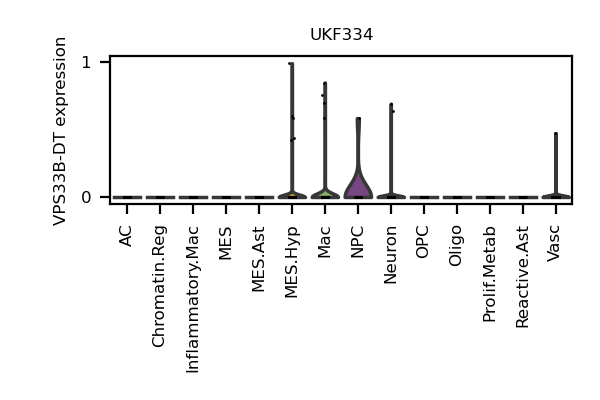 UKF334
VPS33B-DT expression
1
0
AC
Chromatin.Reg
Inflammatory.Mac
MES
MES.Ast
MES.Hyp
Mac
NPC
Neuron
OPC
Oligo
Prolif.Metab
Reactive.Ast
Vasc